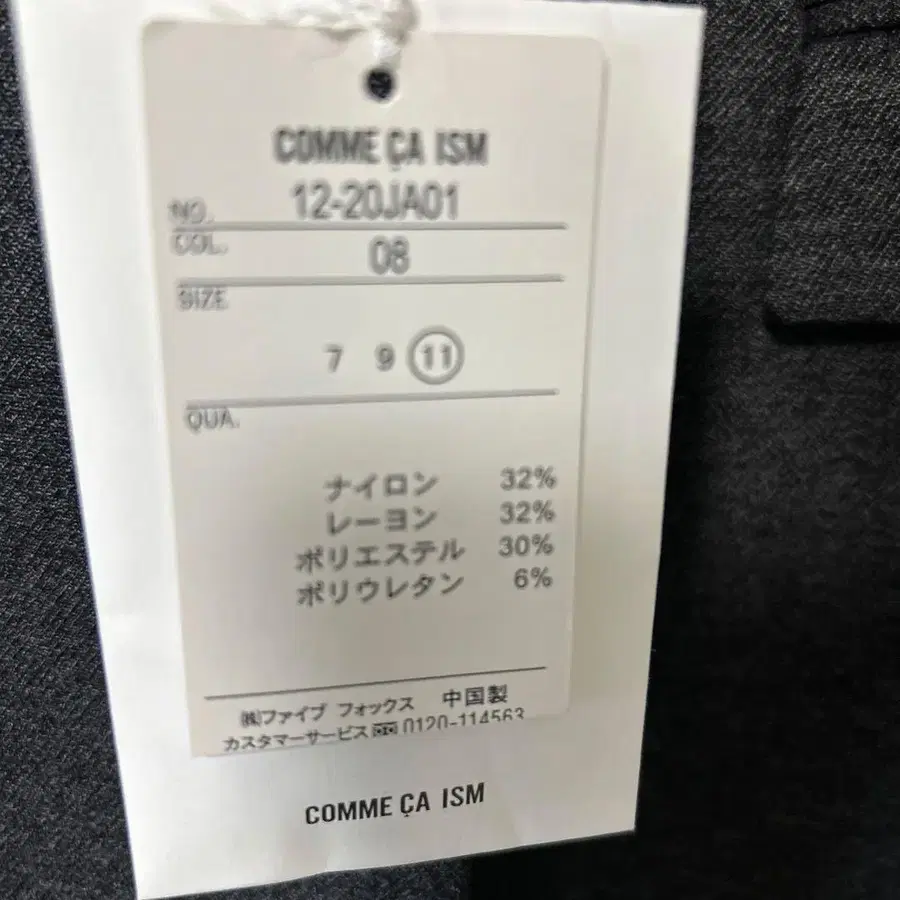 COMME ÇA ISM
NO. 12-20JA01
COL. 08
SIZE
7 9 11
QUA.
ナイロン 32%
レーヨン 32%
ポリエステル 30%
ポリウレタン 6%
㈱ファイブ フォックス 中国製
カスタマーサービス 0120-114563
COMME ÇA ISM